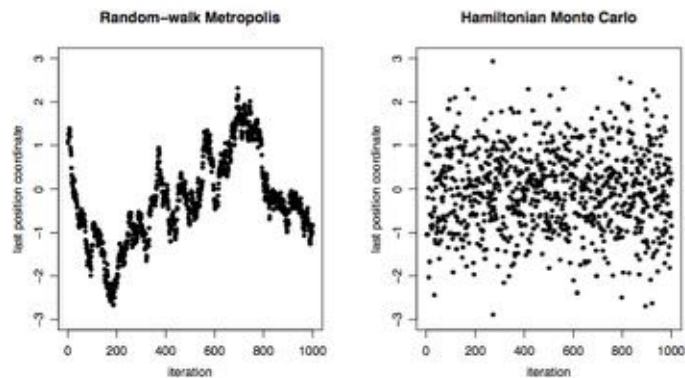 Random-walk Metropolis
last position coordinate
3
2
1
0
-1
-2
-3
0 200 400 600 800 1000
iteration
Hamiltonian Monte Carlo
last position coordinate
3
2
1
0
-1
-2
-3
0 200 400 600 800 1000
iteration